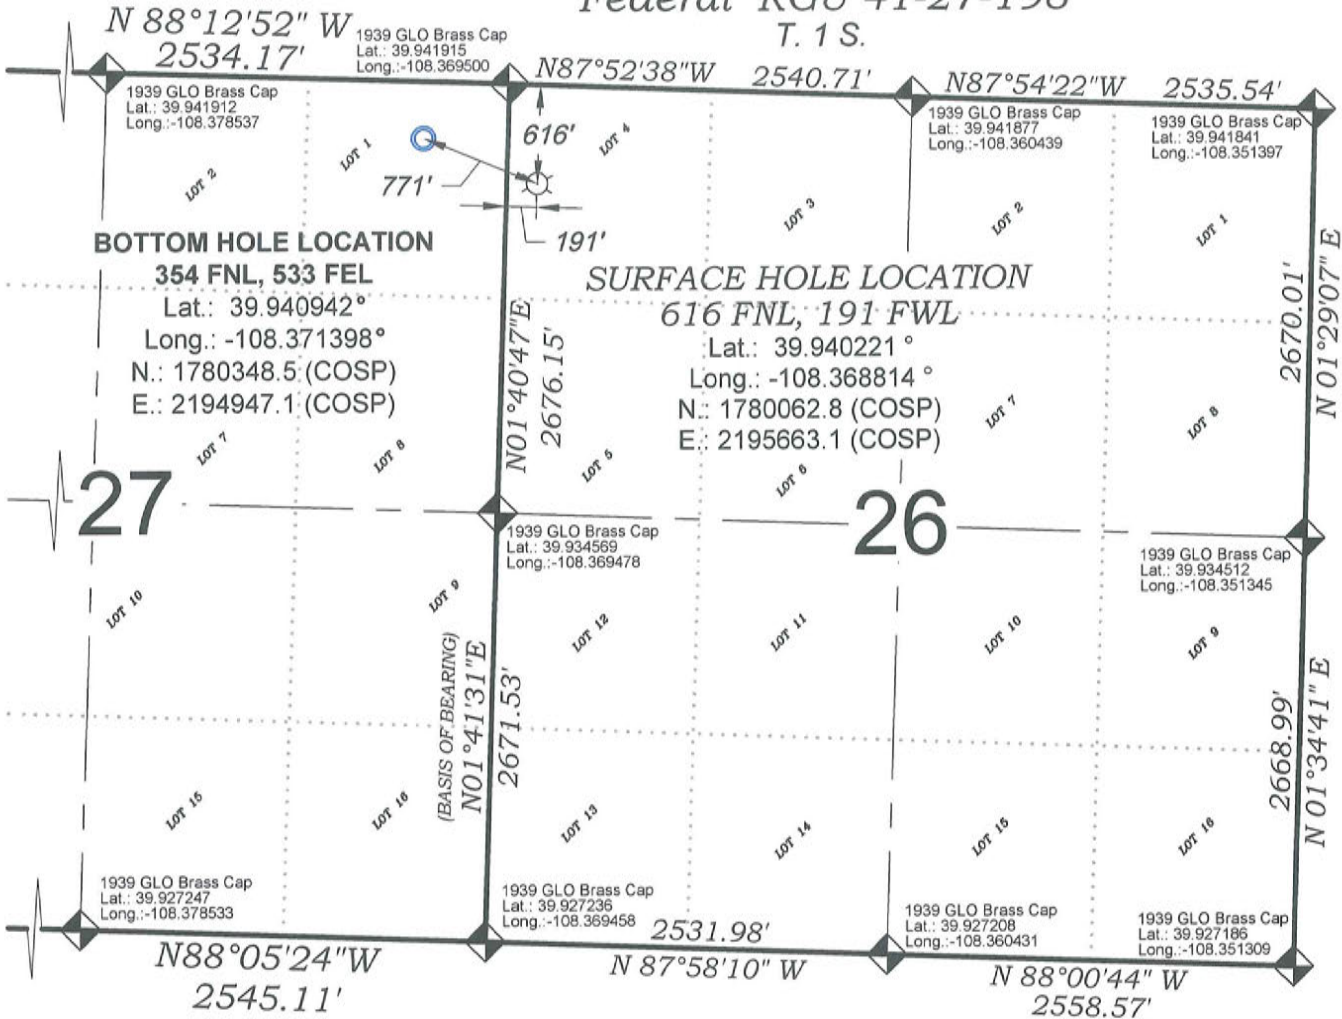 Federal RGU 41-27-198
T. 1 S.
N 88°12'52" W
2534.17'
1939 GLO Brass Cap
Lat.: 39.941915
Long.:-108.369500
N87°52'38"W
2540.71'
N87°54'22"W
2535.54'
1939 GLO Brass Cap
Lat.: 39.941912
Long.:-108.378537
1939 GLO Brass Cap
Lat.: 39.941877
Long.:-108.360439
1939 GLO Brass Cap
Lat.: 39.941841
Long.:-108.351397
616'
771'
191'
LOT 2
LOT 1
LOT 4
LOT 3
LOT 2
LOT 1
BOTTOM HOLE LOCATION
354 FNL, 533 FEL
Lat.: 39.940942°
Long.: -108.371398°
N.: 1780348.5 (COSP)
E.: 2194947.1 (COSP)
SURFACE HOLE LOCATION
616 FNL, 191 FWL
Lat.: 39.940221 °
Long.: -108.368814 °
N.: 1780062.8 (COSP)
E.: 2195663.1 (COSP)
N01°40'47"E
2676.15'
2670.01'
N 01°29'07" E
LOT 7
LOT 8
LOT 5
LOT 6
LOT 7
LOT 8
27
26
1939 GLO Brass Cap
Lat.: 39.934569
Long.:-108.369478
1939 GLO Brass Cap
Lat.: 39.934512
Long.:-108.351345
LOT 10
LOT 9
LOT 12
LOT 11
LOT 10
LOT 9
(BASIS OF BEARING)
N01°41'31"E
2671.53'
2668.99'
N 01°34'41" E
LOT 15
LOT 16
LOT 13
LOT 14
LOT 15
LOT 16
1939 GLO Brass Cap
Lat.: 39.927247
Long.:-108.378533
1939 GLO Brass Cap
Lat.: 39.927236
Long.:-108.369458
1939 GLO Brass Cap
Lat.: 39.927208
Long.:-108.360431
1939 GLO Brass Cap
Lat.: 39.927186
Long.:-108.351309
N88°05'24"W
2545.11'
2531.98'
N 87°58'10" W
N 88°00'44" W
2558.57'